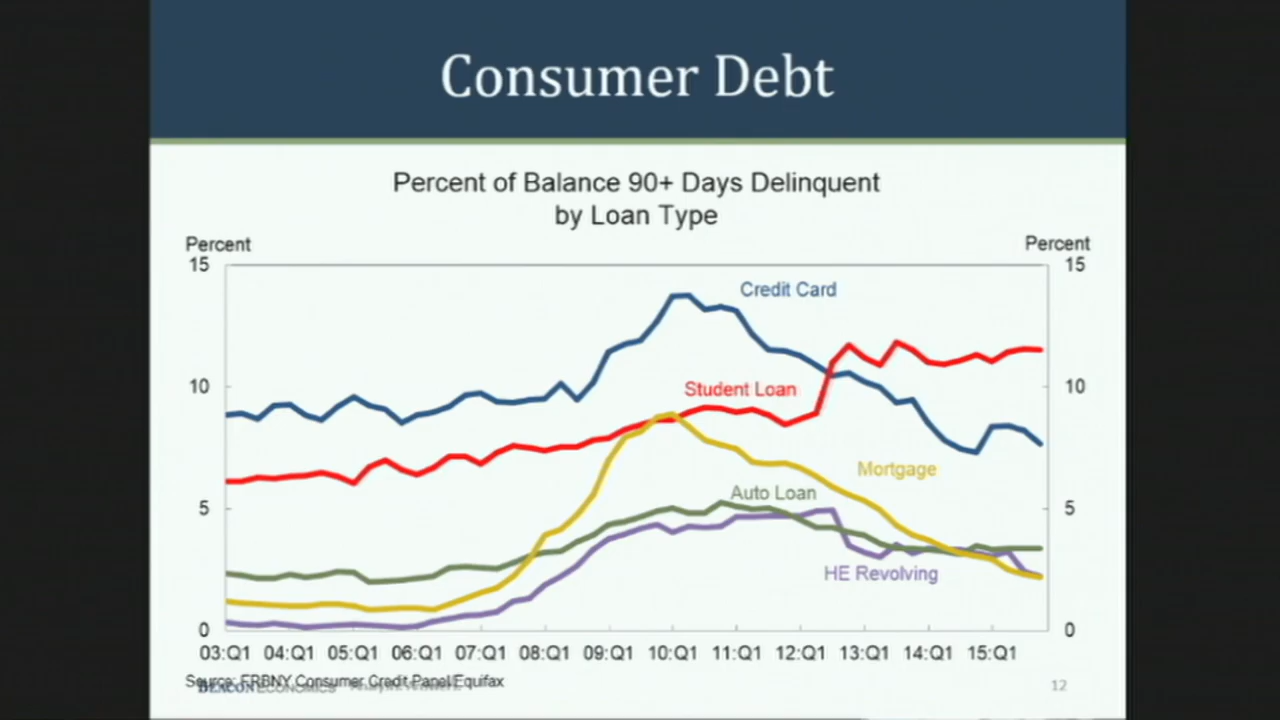 Consumer Debt
Percent of Balance 90+ Days Delinquent
by Loan Type
Percent
Percent
15
15
Credit Card
10
Student Loan
10
Mortgage
Auto Loan
5
5
HE Revolving
0
0
03:Q1 04:Q1 05:Q1 06:Q1 07:Q1 08:Q1 09:Q1 10:Q1 11:Q1 12:Q1 13:Q1 14:Q1 15:Q1
Source: FRBNY Consumer Credit Panel/Equifax
BEACON ECONOMICS
12